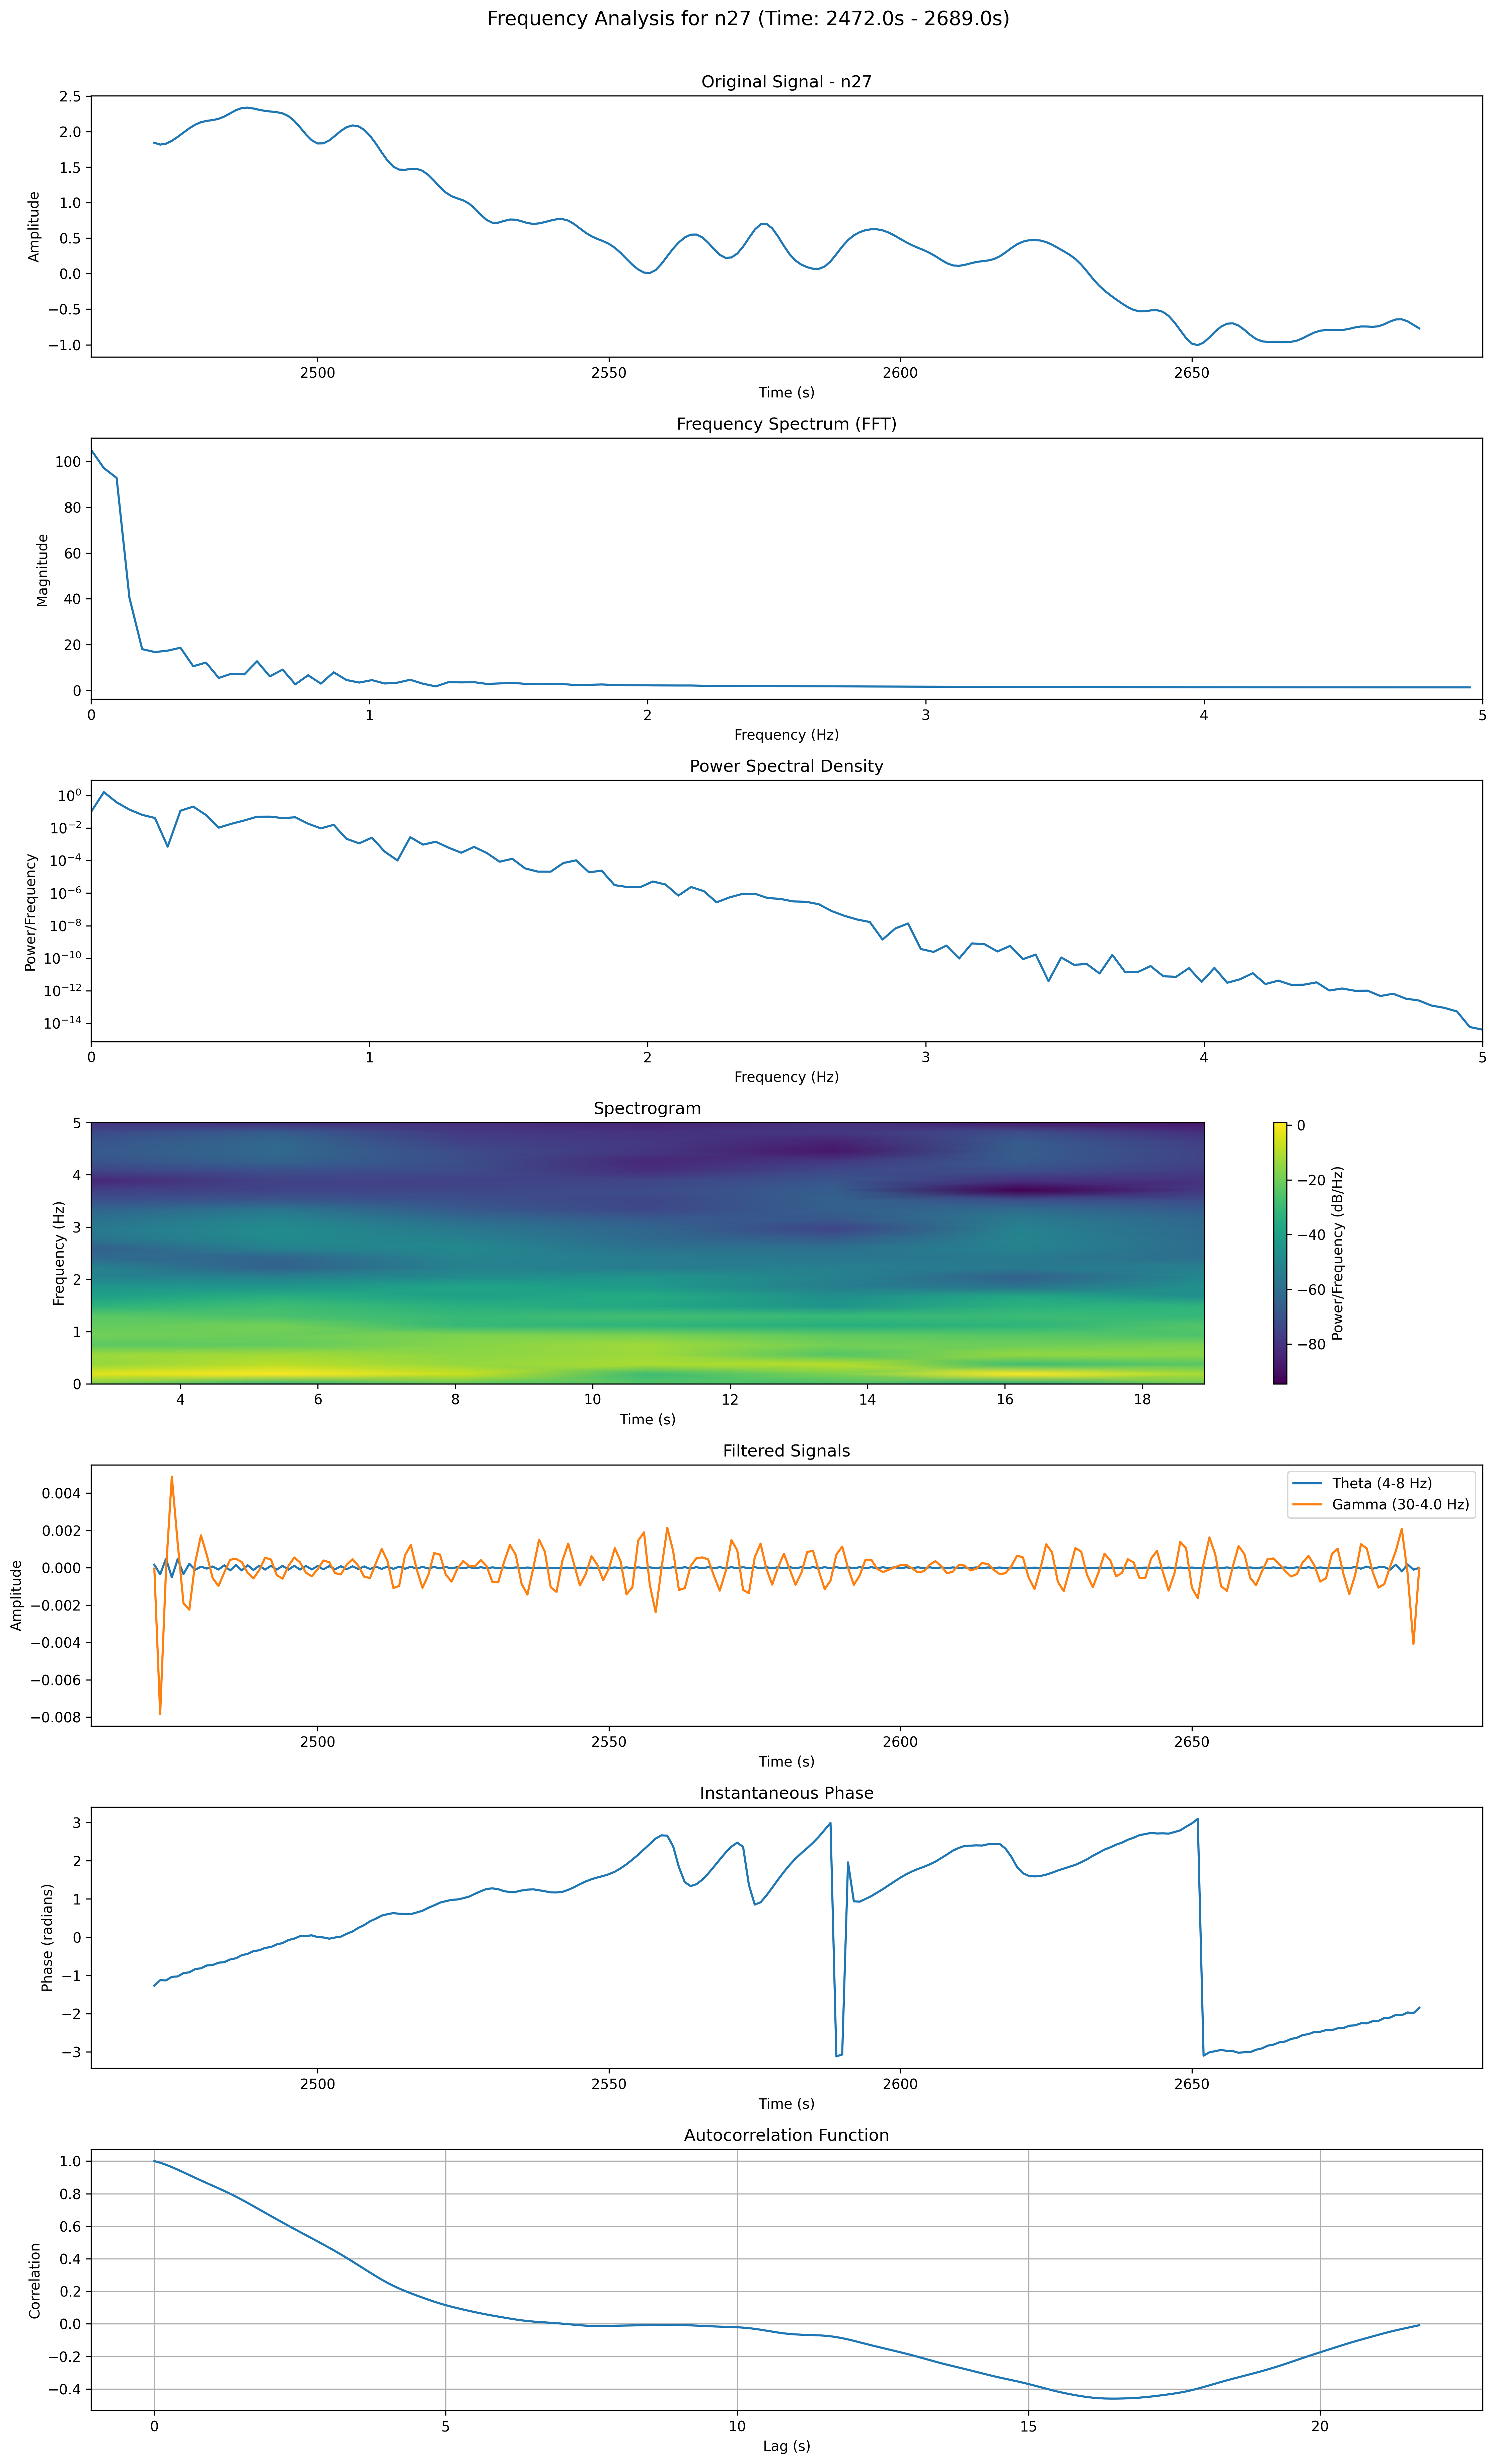 Frequency Analysis for n27 (Time: 2472.0s - 2689.0s)
Original Signal - n27
2.5
2.0
1.5
1.0
0.5
0.0
−0.5
−1.0
Amplitude
2500 2550 2600 2650
Time (s)
Frequency Spectrum (FFT)
100
80
60
40
20
0
Magnitude
0 1 2 3 4 5
Frequency (Hz)
Power Spectral Density
10⁰
10⁻²
10⁻⁴
10⁻⁶
10⁻⁸
10⁻¹⁰
10⁻¹²
10⁻¹⁴
Power/Frequency
0 1 2 3 4 5
Frequency (Hz)
Spectrogram
5
4
3
2
1
0
Frequency (Hz)
4 6 8 10 12 14 16 18
Time (s)
0
−20
−40
−60
−80
Power/Frequency (dB/Hz)
Filtered Signals
Theta (4-8 Hz)
Gamma (30-4.0 Hz)
0.004
0.002
0.000
−0.002
−0.004
−0.006
−0.008
Amplitude
2500 2550 2600 2650
Time (s)
Instantaneous Phase
3
2
1
0
−1
−2
−3
Phase (radians)
2500 2550 2600 2650
Time (s)
Autocorrelation Function
1.0
0.8
0.6
0.4
0.2
0.0
−0.2
−0.4
Correlation
0 5 10 15 20
Lag (s)